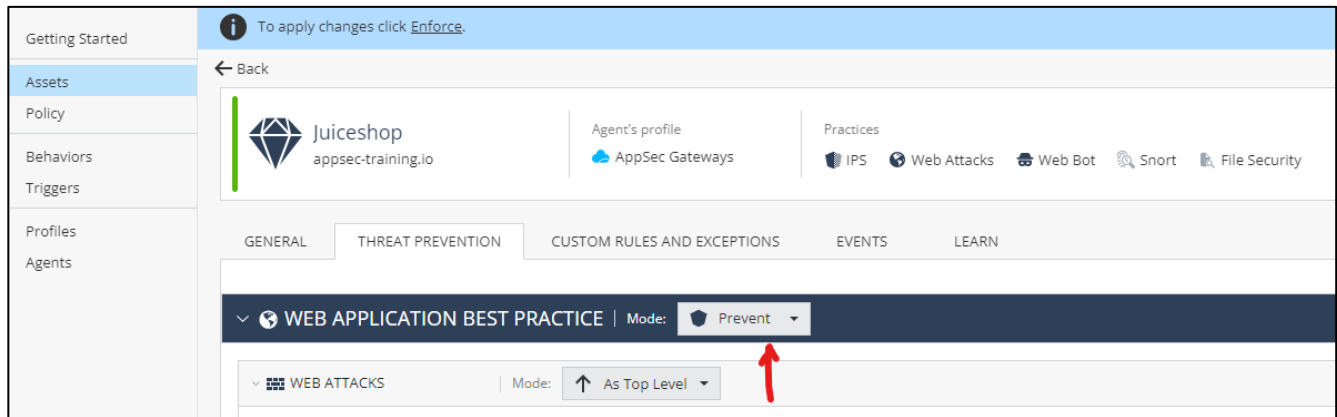 To apply changes click Enforce.
Getting Started
Assets
Policy
Behaviors
Triggers
Profiles
Agents
Back
Juiceshop
appsec-training.io
Agent's profile
AppSec Gateways
Practices
IPS Web Attacks Web Bot Snort File Security
GENERAL THREAT PREVENTION CUSTOM RULES AND EXCEPTIONS EVENTS LEARN
WEB APPLICATION BEST PRACTICE | Mode: Prevent
WEB ATTACKS | Mode: As Top Level